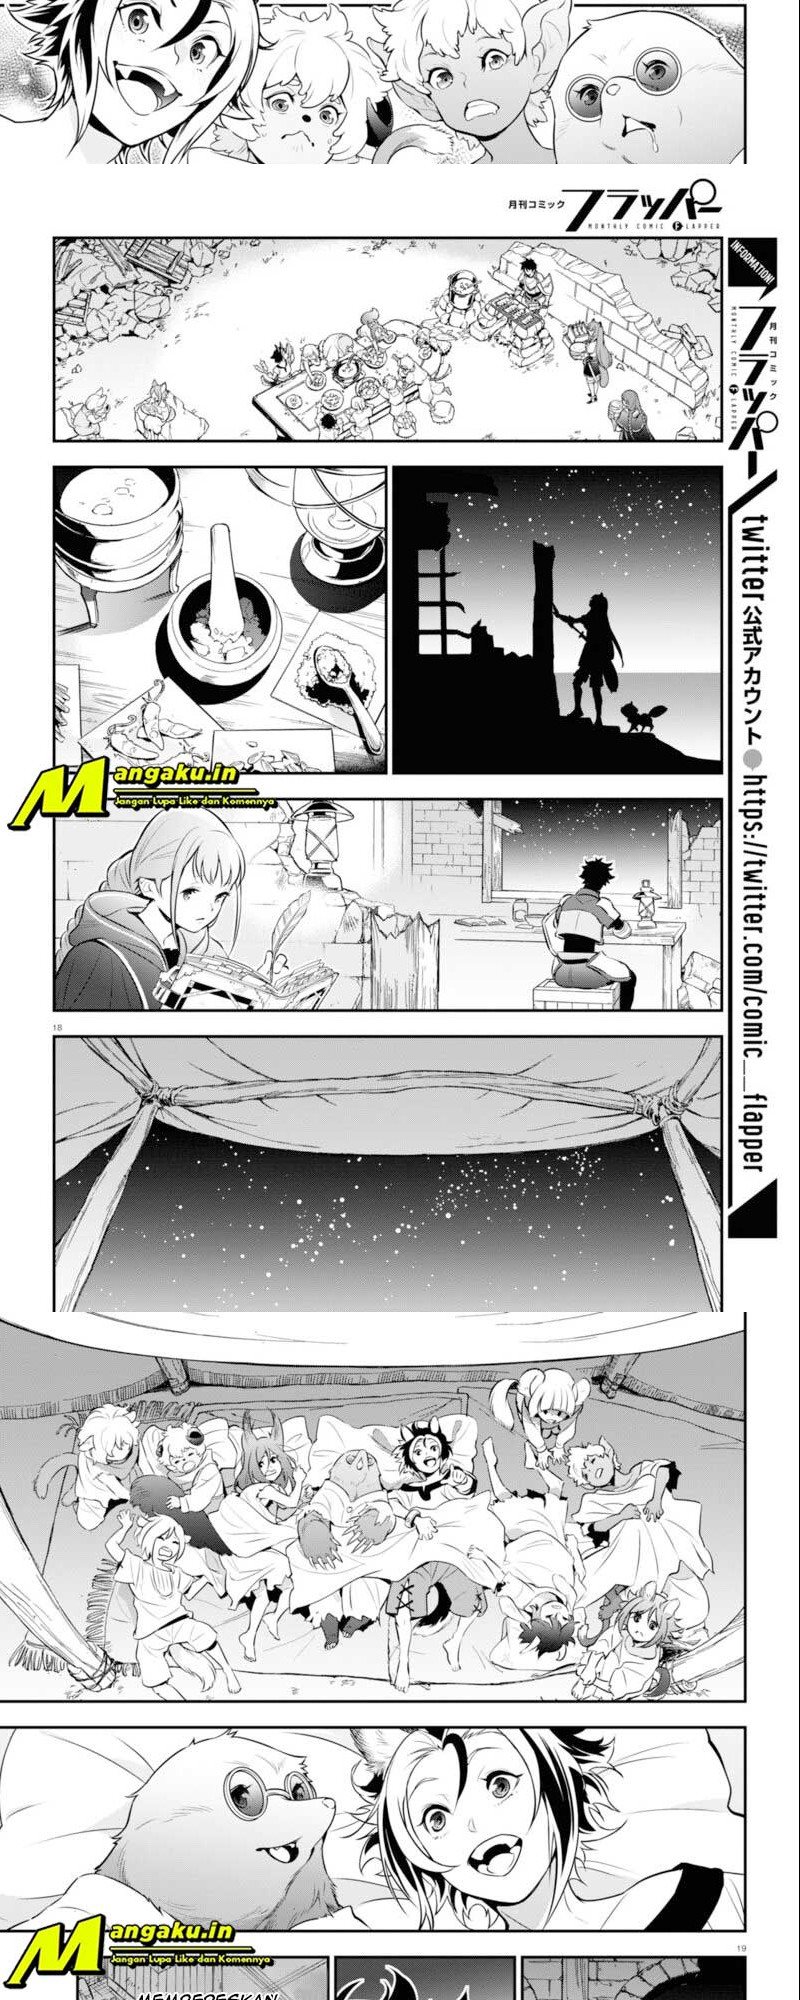 月刊コミック フラッパー
MONTHLY COMIC FLAPPER
INFORMATION!
月刊コミック フラッパー
MONTHLY COMIC FLAPPER
twitter公式アカウント●https://twitter.com/comic__flapper
Mangaku.in
Jangan Lupa Like dan Komennya
18
Mangaku.in
Jangan Lupa Like dan Komennya
19